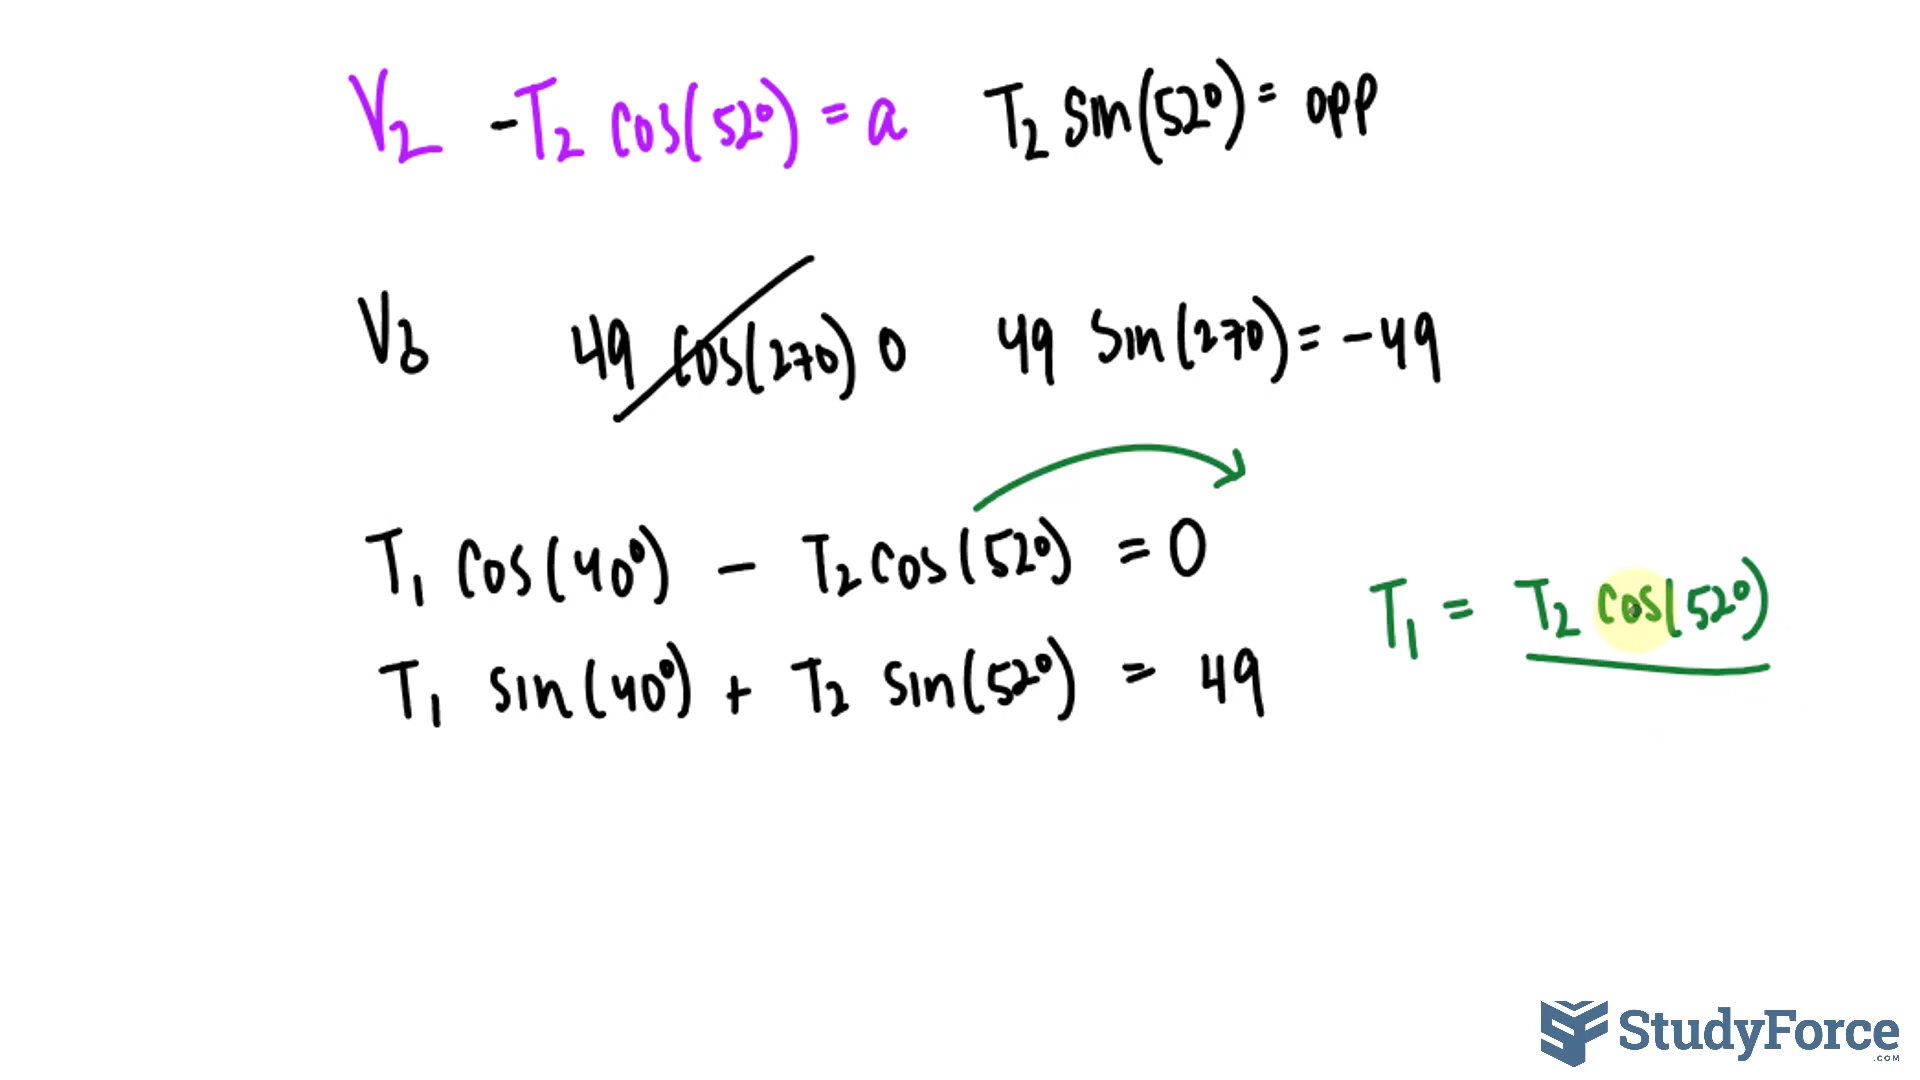 V₂ -T₂ cos(52°) = a T₂ sin(52°) = opp
V₃ 49 cos(270) 0 49 sin(270) = -49
T₁ cos(40°) - T₂ cos(52°) = 0
T₁ = T₂ cos(52°)
T₁ sin(40°) + T₂ sin(52°) = 49
StudyForce
.COM